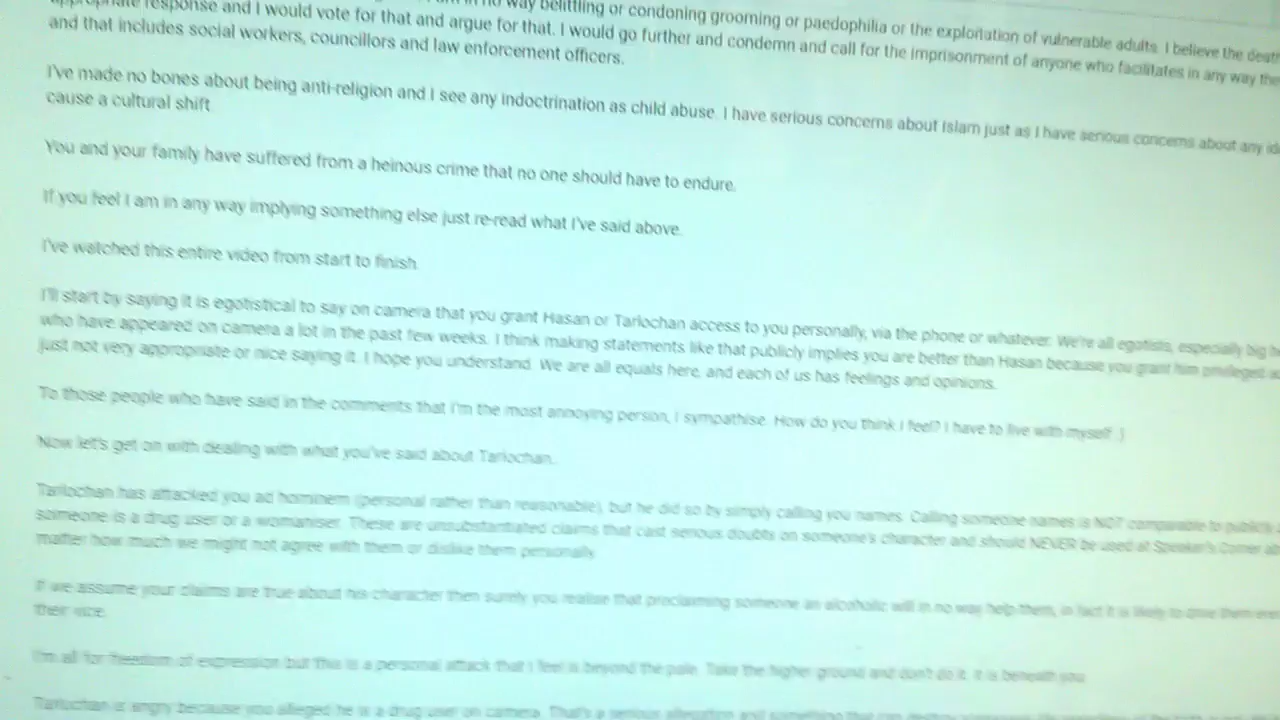 appropriate response and I would vote for that and argue for that. I would go further and condemn and call for the imprisonment of anyone who facilitates in any way the
way belittling or condoning grooming or paedophilia or the exploitation of vulnerable adults. I believe the death
and that includes social workers, councillors and law enforcement officers.
I've made no bones about being anti-religion and I see any indoctrination as child abuse. I have serious concerns about Islam just as I have serious concerns about any
cause a cultural shift
You and your family have suffered from a heinous crime that no one should have to endure.
If you feel I am in any way implying something else just re-read what I've said above.
I've watched this entire video from start to finish.
I'll start by saying it is egotistical to say on camera that you grant Hasan or Tarlochan access to you personally, via the phone or whatever. We're all egotists, especially big
who have appeared on camera a lot in the past few weeks. I think making statements like that publicly implies you are better than Hasan because you grant him privileged
just not very appropriate or nice saying it. I hope you understand. We are all equals here, and each of us has feelings and opinions.
To those people who have said in the comments that I'm the most annoying person, I sympathise. How do you think I feel? I have to live with myself :)
Now let's get on with dealing with what you've said about Tarlochan.
Tarlochan has attacked you ad hominem (personal rather than reasonable), but he did so by simply calling you names. Calling someone names is NOT comparable to publicly
someone is a drug user or a womaniser. These are unsubstantiated claims that cast serious doubts on someone's character and should NEVER be used at Speaker's Corner
matter how much we might not agree with them or dislike them personally.
If we assume your claims are true about his character then surely you realise that proclaiming someone an alcoholic will in no way help them, in fact it is likely to drive them
their vice.
I'm all for freedom of expression but this is a personal attack that I feel is beyond the pale. Take the higher ground and don't do it. It is beneath you.
Tarlochan is angry because you alleged he is a drug user on camera. That's a serious allegation and something that can